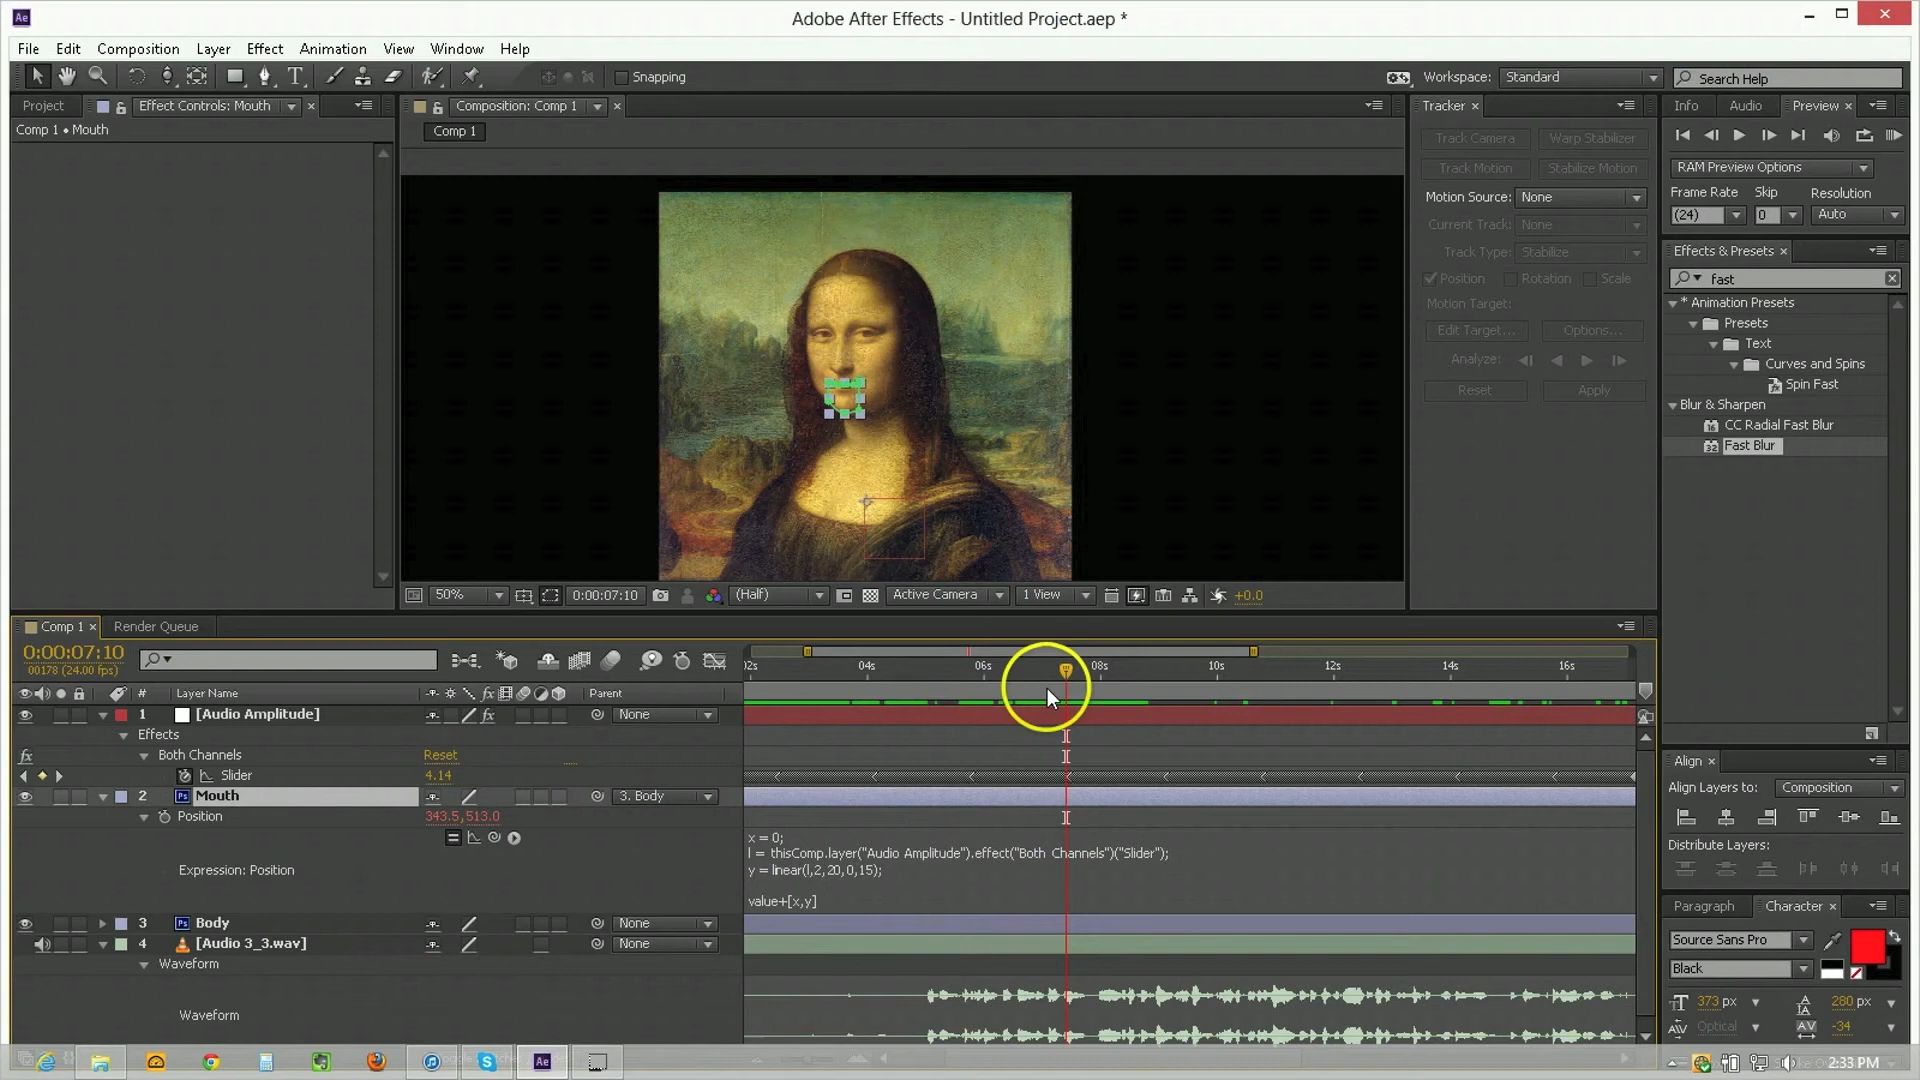 Ae
Adobe After Effects - Untitled Project.aep *
File Edit Composition Layer Effect Animation View Window Help
T Snapping Workspace: Standard Search Help
Project Effect Controls: Mouth Composition: Comp 1 Tracker Info Audio Preview
Comp 1 • Mouth
Comp 1
Track Camera Warp Stabilizer
Track Motion Stabilize Motion
RAM Preview Options
Motion Source: None
Frame Rate Skip Resolution
(24) 0 Auto
Current Track: None
Track Type: Stabilize
Effects & Presets
Position Rotation Scale
fast
Motion Target:
* Animation Presets
Presets
Edit Target... Options...
Text
Analyze:
Curves and Spins
Spin Fast
Reset Apply
Blur & Sharpen
CC Radial Fast Blur
Fast Blur
50% 0:00:07:10 (Half) Active Camera 1 View +0.0
Comp 1 Render Queue
0:00:07:10
00178 (24.00 fps)
02s 04s 06s 08s 10s 12s 14s 16s
# Layer Name fx Parent
1 [Audio Amplitude] fx None
Effects
fx Both Channels Reset
Slider 4.14
2 Ps Mouth 3. Body
Position 343.5,513.0
x = 0;
l = thisComp.layer("Audio Amplitude").effect("Both Channels")("Slider");
Expression: Position
y = linear(l,2,20,0,15);
value+[x,y]
3 Ps Body None
4 [Audio 3_3.wav] None
Waveform
Waveform
Align
Align Layers to: Composition
Distribute Layers:
Paragraph Character
Source Sans Pro
Black
373 px 280 px
Optical -34
Ae
2:33 PM